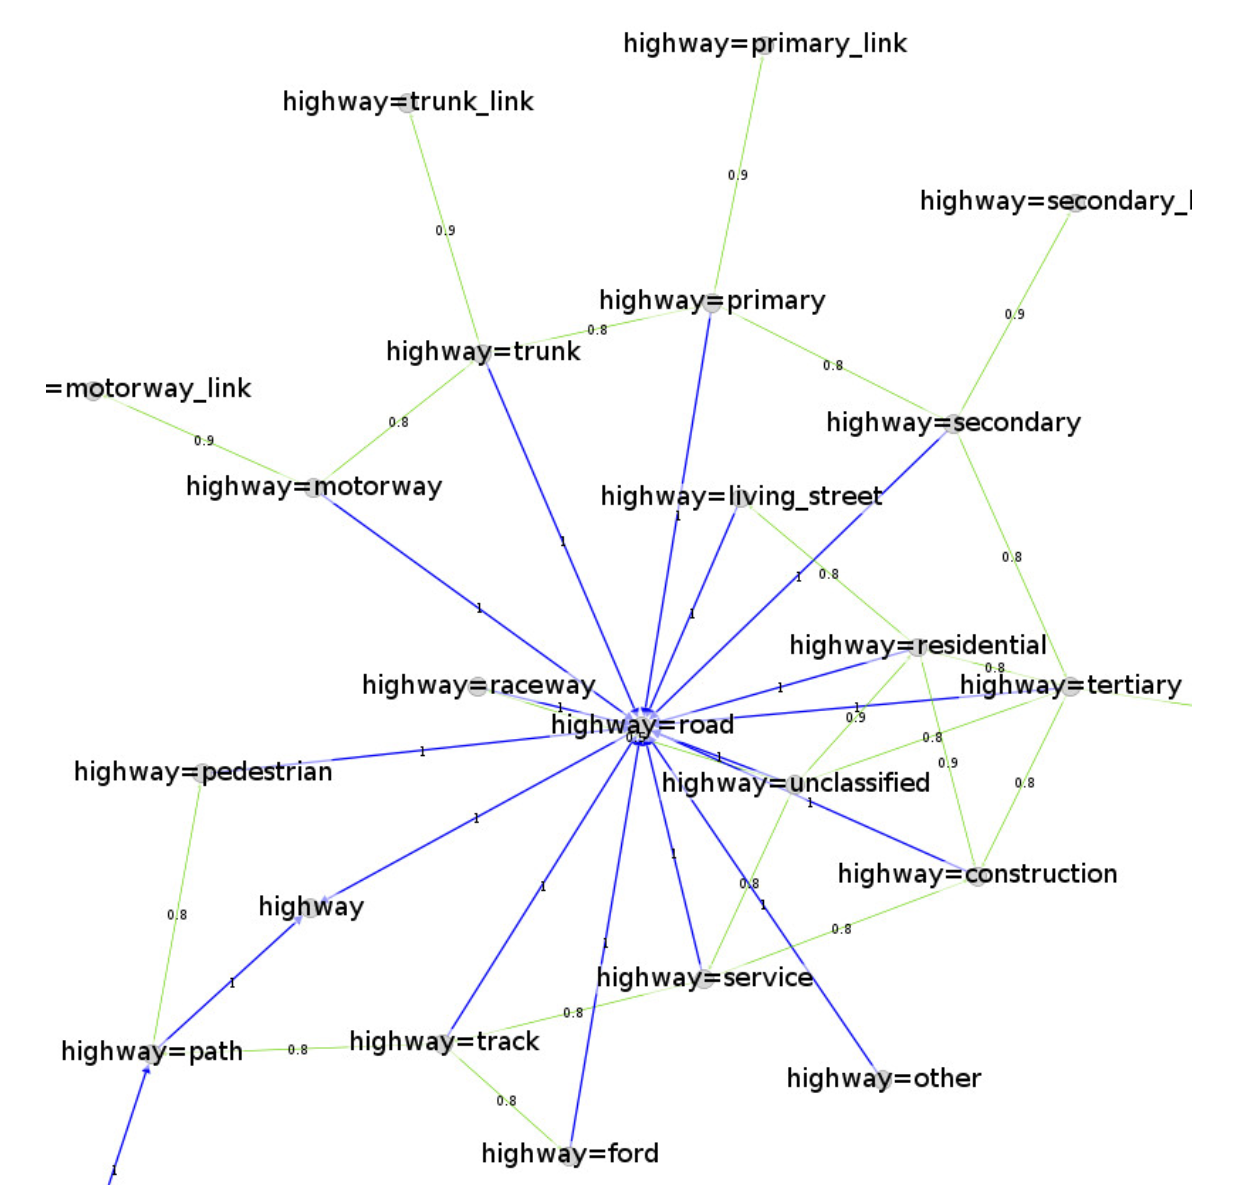 highway=primary_link
highway=trunk_link
0.9
highway=secondary_l
0.9
highway=primary
0.9
0.8
highway=trunk
0.8
=motorway_link
0.8
highway=secondary
0.9
highway=motorway
highway=living_street
1
1
0.8
1
0.8
1
1
highway=residential
0.8
highway=raceway
1
highway=tertiary
1
1
0.9
highway=road
0.8
1
1
0.9
highway=pedestrian
highway=unclassified
0.8
1
1
1
highway=construction
0.8
1
1
highway
0.8
0.8
1
highway=service
1
0.8
highway=track
highway=path
0.8
highway=other
0.8
highway=ford
1